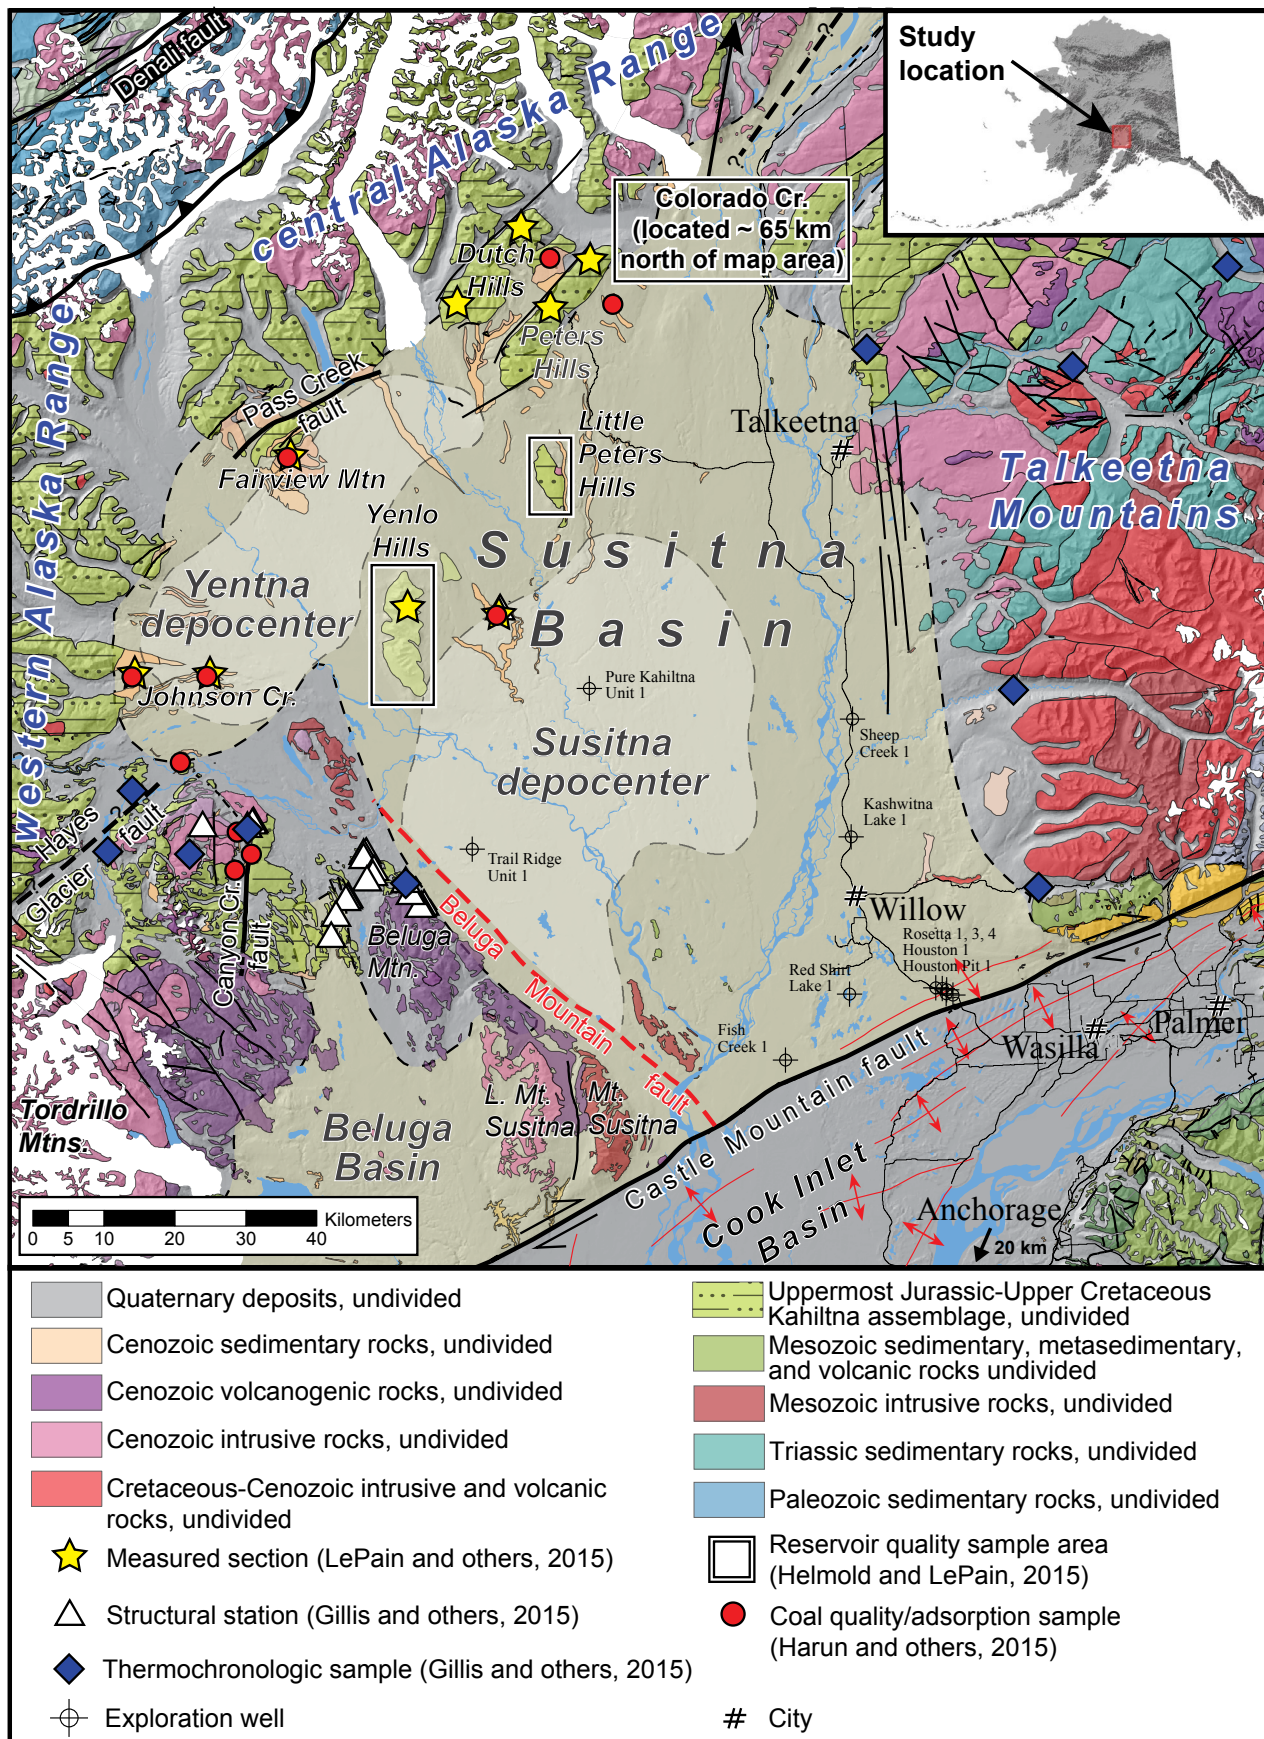 Denali fault
central Alaska Range
Study
location
Colorado Cr.
(located ~ 65 km
north of map area)
Dutch
Hills
Peters
Hills
western Alaska Range
Pass Creek
fault
Fairview Mtn
Little
Peters
Hills
Talkeetna
#
Talkeetna
Mountains
Yenlo
Hills
Susitna
Basin
Yentna
depocenter
Johnson Cr.
Pure Kahiltna
Unit 1
Susitna
depocenter
Sheep
Creek 1
Kashwitna
Lake 1
Hayes
Glacier fault
?
?
?
?
Trail Ridge
Unit 1
#
Willow
Rosetta 1, 3, 4
Houston 1
Houston Pit 1
Red Shirt
Lake 1
Canyon Cr.
fault
Beluga
Mtn.
Beluga Mountain fault
Fish
Creek 1
Wasilla
#
Palmer
#
Castle Mountain fault
Tordrillo
Mtns.
L. Mt.
Susitna
Mt.
Susitna
Beluga
Basin
Cook Inlet
Basin
Anchorage
20 km
Kilometers
0 5 10 20 30 40
Quaternary deposits, undivided
Cenozoic sedimentary rocks, undivided
Cenozoic volcanogenic rocks, undivided
Cenozoic intrusive rocks, undivided
Cretaceous-Cenozoic intrusive and volcanic
rocks, undivided
Measured section (LePain and others, 2015)
Structural station (Gillis and others, 2015)
Thermochronologic sample (Gillis and others, 2015)
Exploration well
Uppermost Jurassic-Upper Cretaceous
Kahiltna assemblage, undivided
Mesozoic sedimentary, metasedimentary,
and volcanic rocks undivided
Mesozoic intrusive rocks, undivided
Triassic sedimentary rocks, undivided
Paleozoic sedimentary rocks, undivided
Reservoir quality sample area
(Helmold and LePain, 2015)
Coal quality/adsorption sample
(Harun and others, 2015)
# City